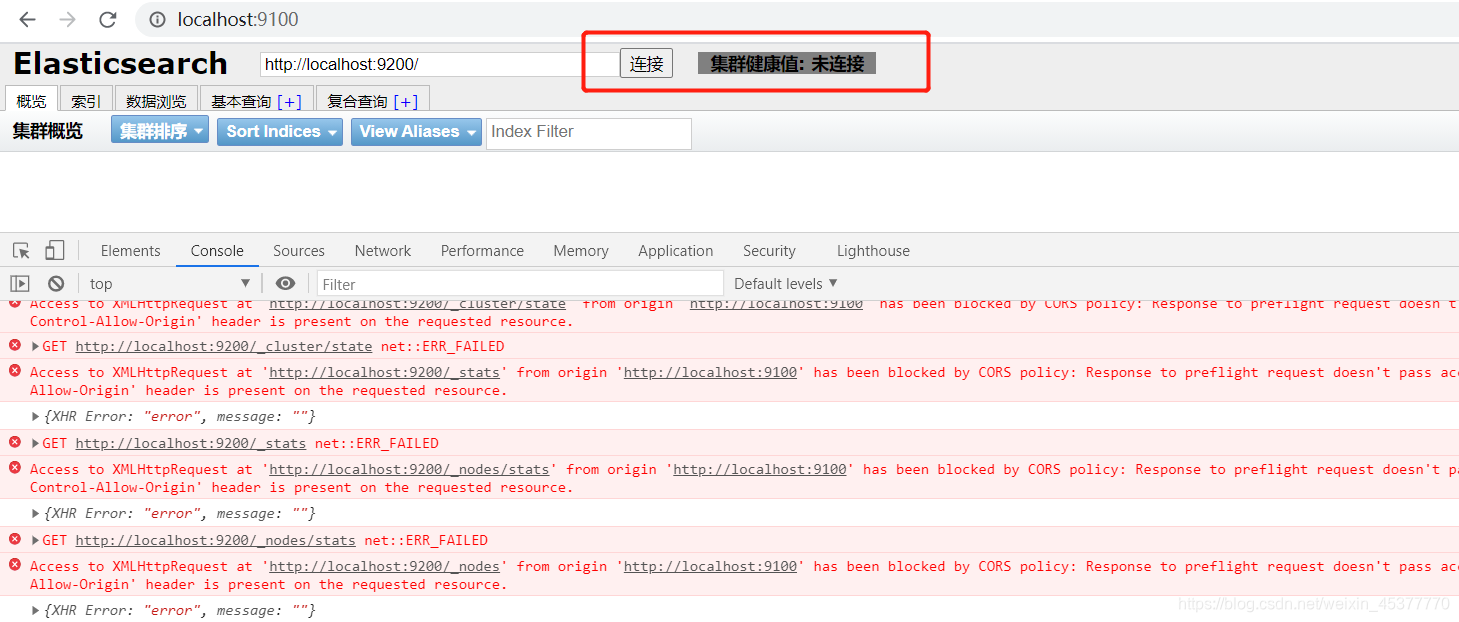 localhost:9100
Elasticsearch http://localhost:9200/ 连接 集群健康值: 未连接
概览 索引 数据浏览 基本查询 [+] 复合查询 [+]
集群概览 集群排序 Sort Indices View Aliases Index Filter
Elements Console Sources Network Performance Memory Application Security Lighthouse
top Filter Default levels
Access to XMLHttpRequest at 'http://localhost:9200/_cluster/state' from origin 'http://localhost:9100' has been blocked by CORS policy: Response to preflight request doesn't
Control-Allow-Origin' header is present on the requested resource.
GET http://localhost:9200/_cluster/state net::ERR_FAILED
Access to XMLHttpRequest at 'http://localhost:9200/_stats' from origin 'http://localhost:9100' has been blocked by CORS policy: Response to preflight request doesn't pass acc
Allow-Origin' header is present on the requested resource.
{XHR Error: "error", message: ""}
GET http://localhost:9200/_stats net::ERR_FAILED
Access to XMLHttpRequest at 'http://localhost:9200/_nodes/stats' from origin 'http://localhost:9100' has been blocked by CORS policy: Response to preflight request doesn't pa
Control-Allow-Origin' header is present on the requested resource.
{XHR Error: "error", message: ""}
GET http://localhost:9200/_nodes/stats net::ERR_FAILED
Access to XMLHttpRequest at 'http://localhost:9200/_nodes' from origin 'http://localhost:9100' has been blocked by CORS policy: Response to preflight request doesn't pass acc
Allow-Origin' header is present on the requested resource.
{XHR Error: "error", message: ""}
https://blog.csdn.net/weixin_45377770